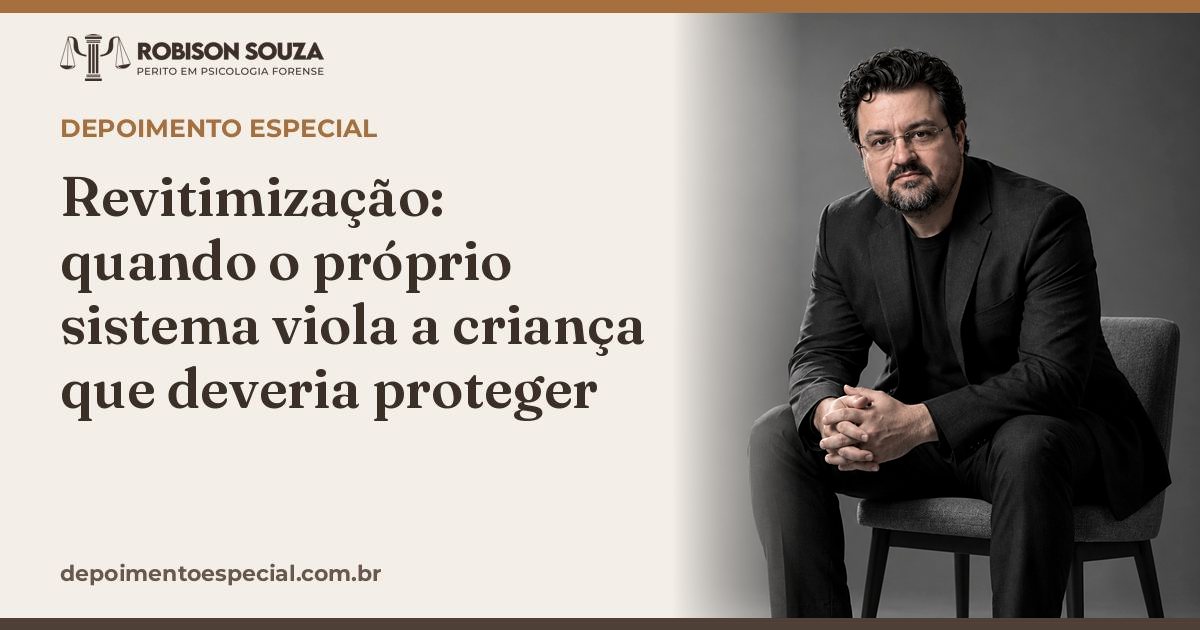 ROBISON SOUZA
PERITO EM PSICOLOGIA FORENSE
DEPOIMENTO ESPECIAL
Revitimização:
quando o próprio
sistema viola a criança
que deveria proteger
depoimentoespecial.com.br